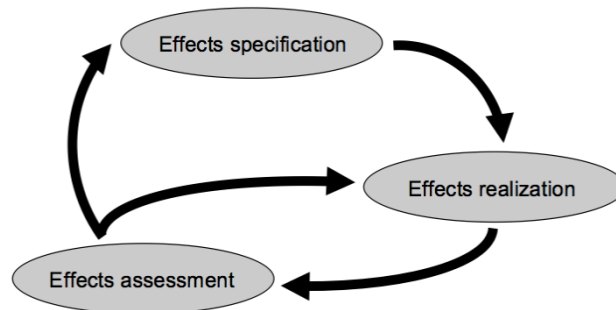 Effects specification
Effects realization
Effects assessment